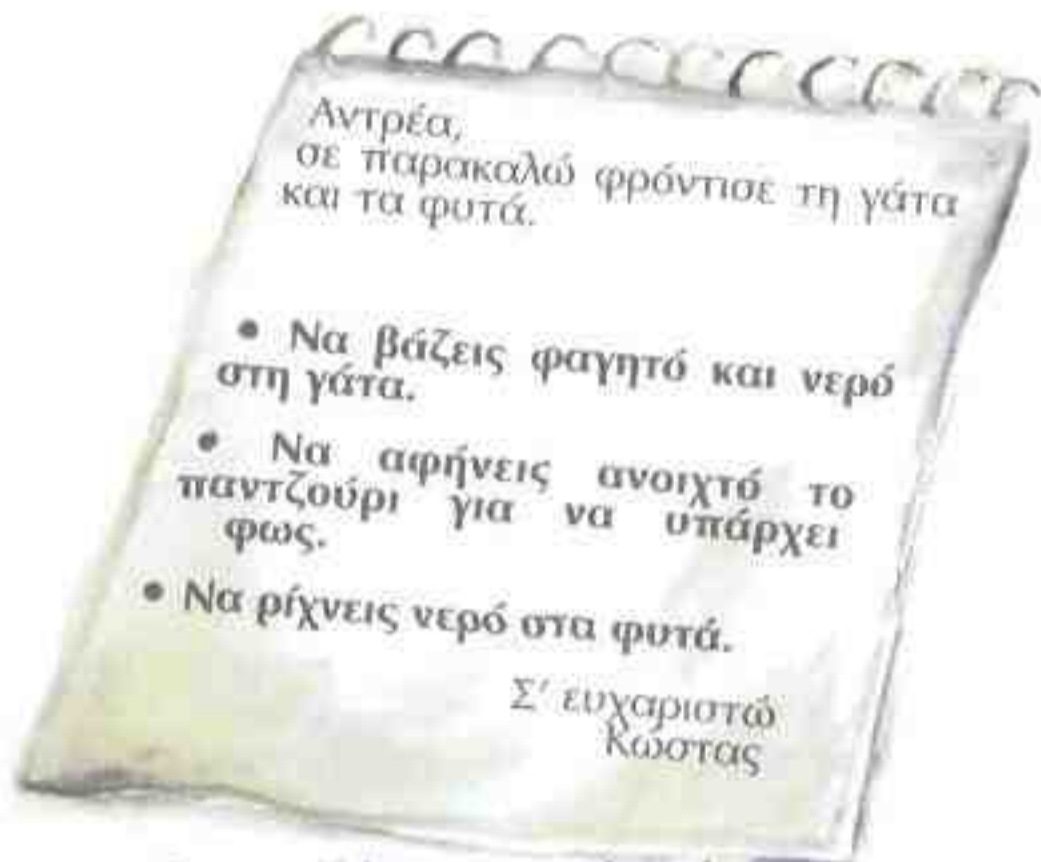 Αντρέα,
σε παρακαλώ φρόντισε τη γάτα
και τα φυτά.
• Να βάζεις φαγητό και νερό
στη γάτα.
• Να αφήνεις ανοιχτό το
παντζούρι για να υπάρχει
φως.
• Να ρίχνεις νερό στα φυτά.
Σ' ευχαριστώ
Κώστας